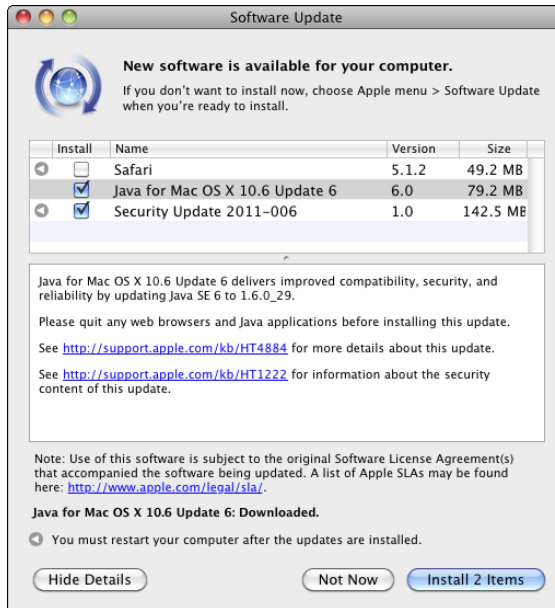 Software Update
New software is available for your computer.
If you don't want to install now, choose Apple menu > Software Update
when you're ready to install.
Install Name Version Size
Safari 5.1.2 49.2 MB
Java for Mac OS X 10.6 Update 6 6.0 79.2 MB
Security Update 2011-006 1.0 142.5 MB
Java for Mac OS X 10.6 Update 6 delivers improved compatibility, security, and
reliability by updating Java SE 6 to 1.6.0_29.
Please quit any web browsers and Java applications before installing this update.
See http://support.apple.com/kb/HT4884 for more details about this update.
See http://support.apple.com/kb/HT1222 for information about the security
content of this update.
Note: Use of this software is subject to the original Software License Agreement(s)
that accompanied the software being updated. A list of Apple SLAs may be found
here: http://www.apple.com/legal/sla/.
Java for Mac OS X 10.6 Update 6: Downloaded.
You must restart your computer after the updates are installed.
Hide Details Not Now Install 2 Items